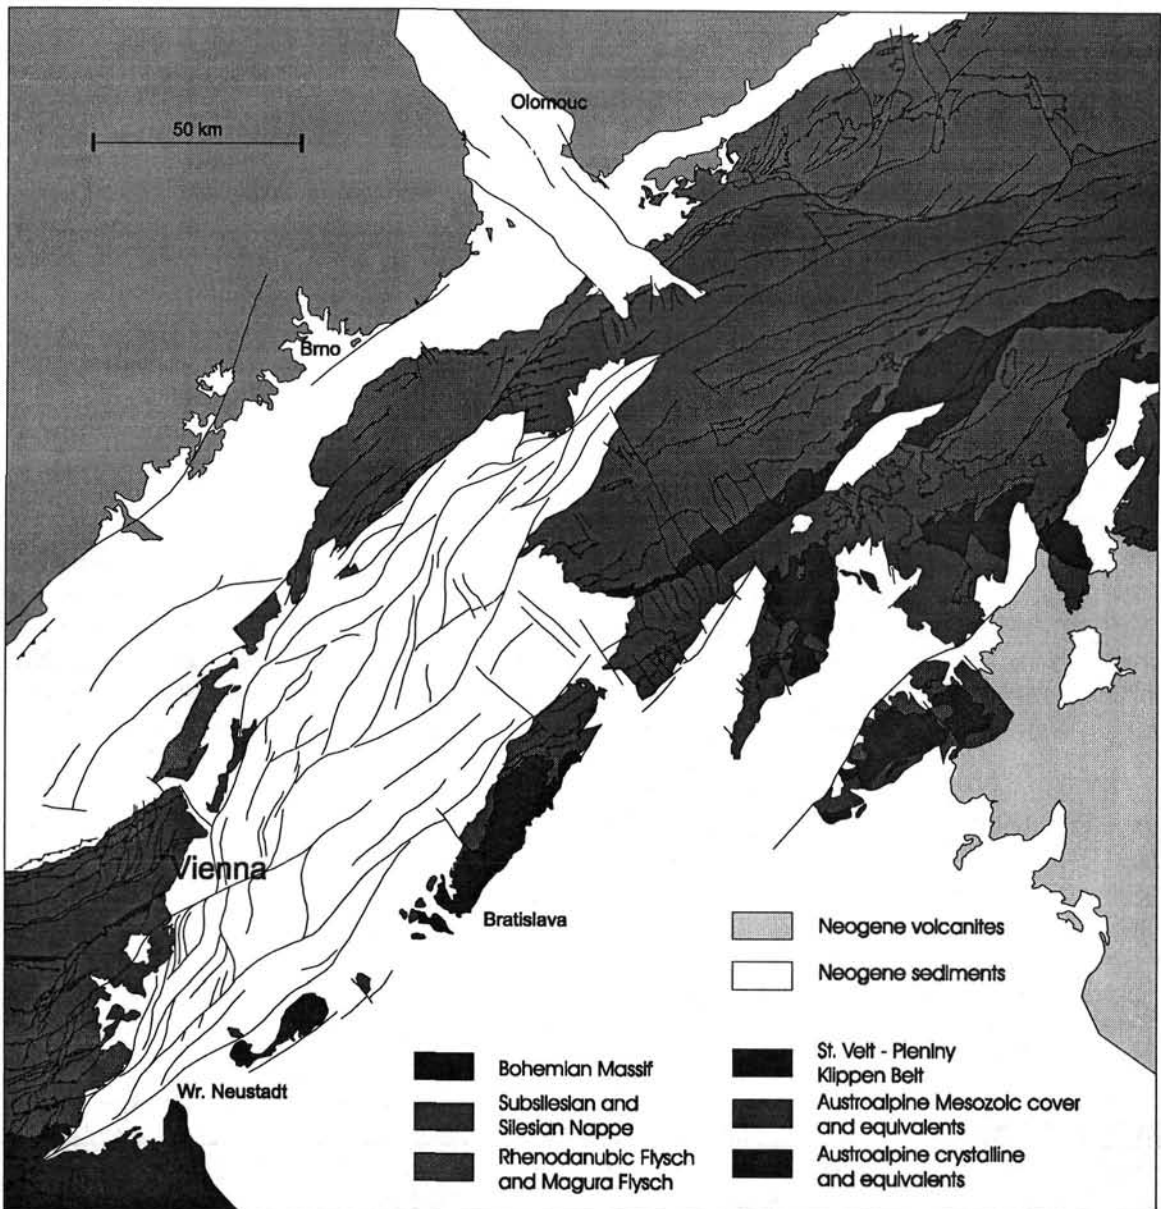 Olomouc
50 km
Brno
Vienna
Bratislava
Wr. Neustadt
Neogene volcanites
Neogene sediments
Bohemian Massif
Subsilesian and
Silesian Nappe
Rhenodanubic Flysch
and Magura Flysch
St. Veit - Pieniny
Klippen Belt
Austroalpine Mesozoic cover
and equivalents
Austroalpine crystalline
and equivalents